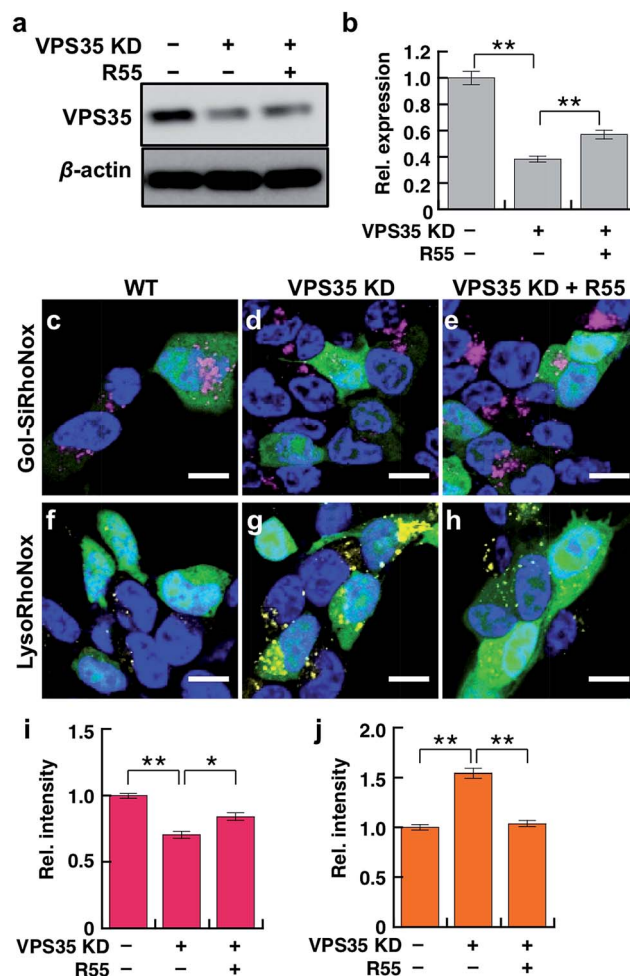 a
VPS35 KD − + +
R55 − − +
VPS35
β-actin
b
Rel. expression
1.2
1.0
0.8
0.6
0.4
0.2
0
**
**
VPS35 KD − + +
R55 − − +
WT VPS35 KD VPS35 KD + R55
Gol-SiRhoNox
c d e
LysoRhoNox
f g h
i
Rel. intensity
1.5
1.0
0.5
0
** *
VPS35 KD − + +
R55 − − +
j
Rel. intensity
2.0
1.5
1.0
0.5
0
** **
VPS35 KD − + +
R55 − − +